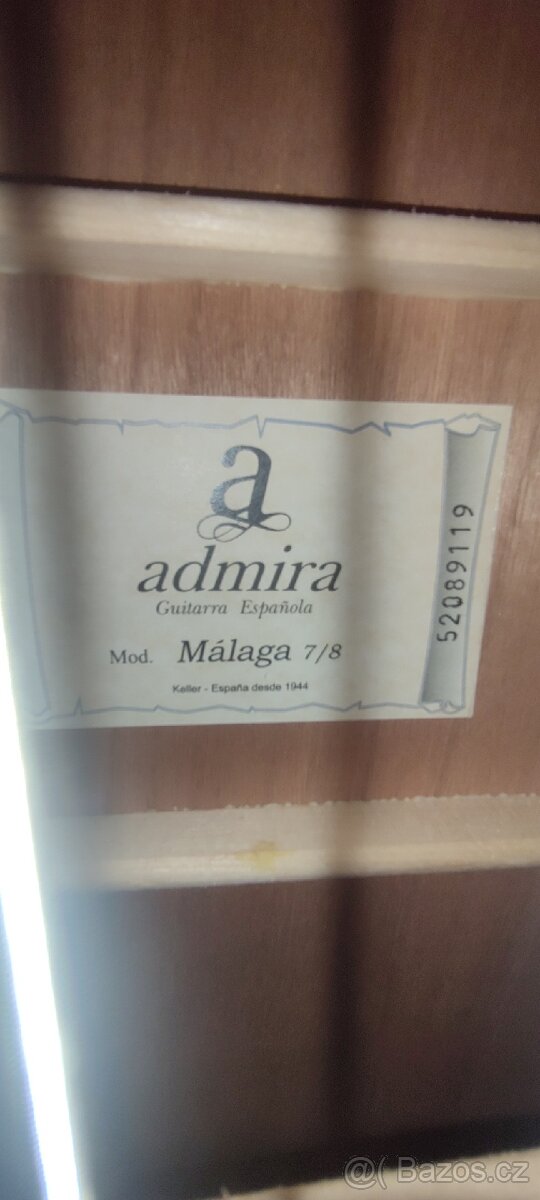 a
admira
Guitarra Española
Mod. Málaga 7/8
Keller - España desde 1944
52089119
@( Bazos.cz